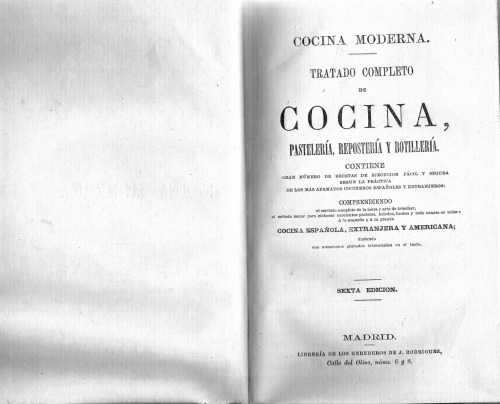 COCINA MODERNA.
TRATADO COMPLETO
DE
COCINA,
PASTELERÍA, REPOSTERÍA Y BOTILLERÍA.
CONTIENE
GRAN NÚMERO DE RECETAS DE EJECUCION FÁCIL Y SEGURA
SEGUN LA PRÁCTICA
DE LOS MÁS AFAMADOS COCINEROS ESPAÑOLES Y EXTRANJEROS:
COMPRENDIENDO
el servicio completo de la mesa y arte de trinchar,
el método mejor para elaborar excelentes pasteles, helados, licores y todo cuanto se refiere
á la pequeña y á la grande
COCINA ESPAÑOLA, EXTRANJERA Y AMERICANA;
ilustrado
con numerosos grabados intercalados en el texto.
SEXTA EDICION.
MADRID.
LIBRERÍA DE LOS HEREDEROS DE J. RODRIGUEZ,
Calle del Olivo, núms. 6 y 8.